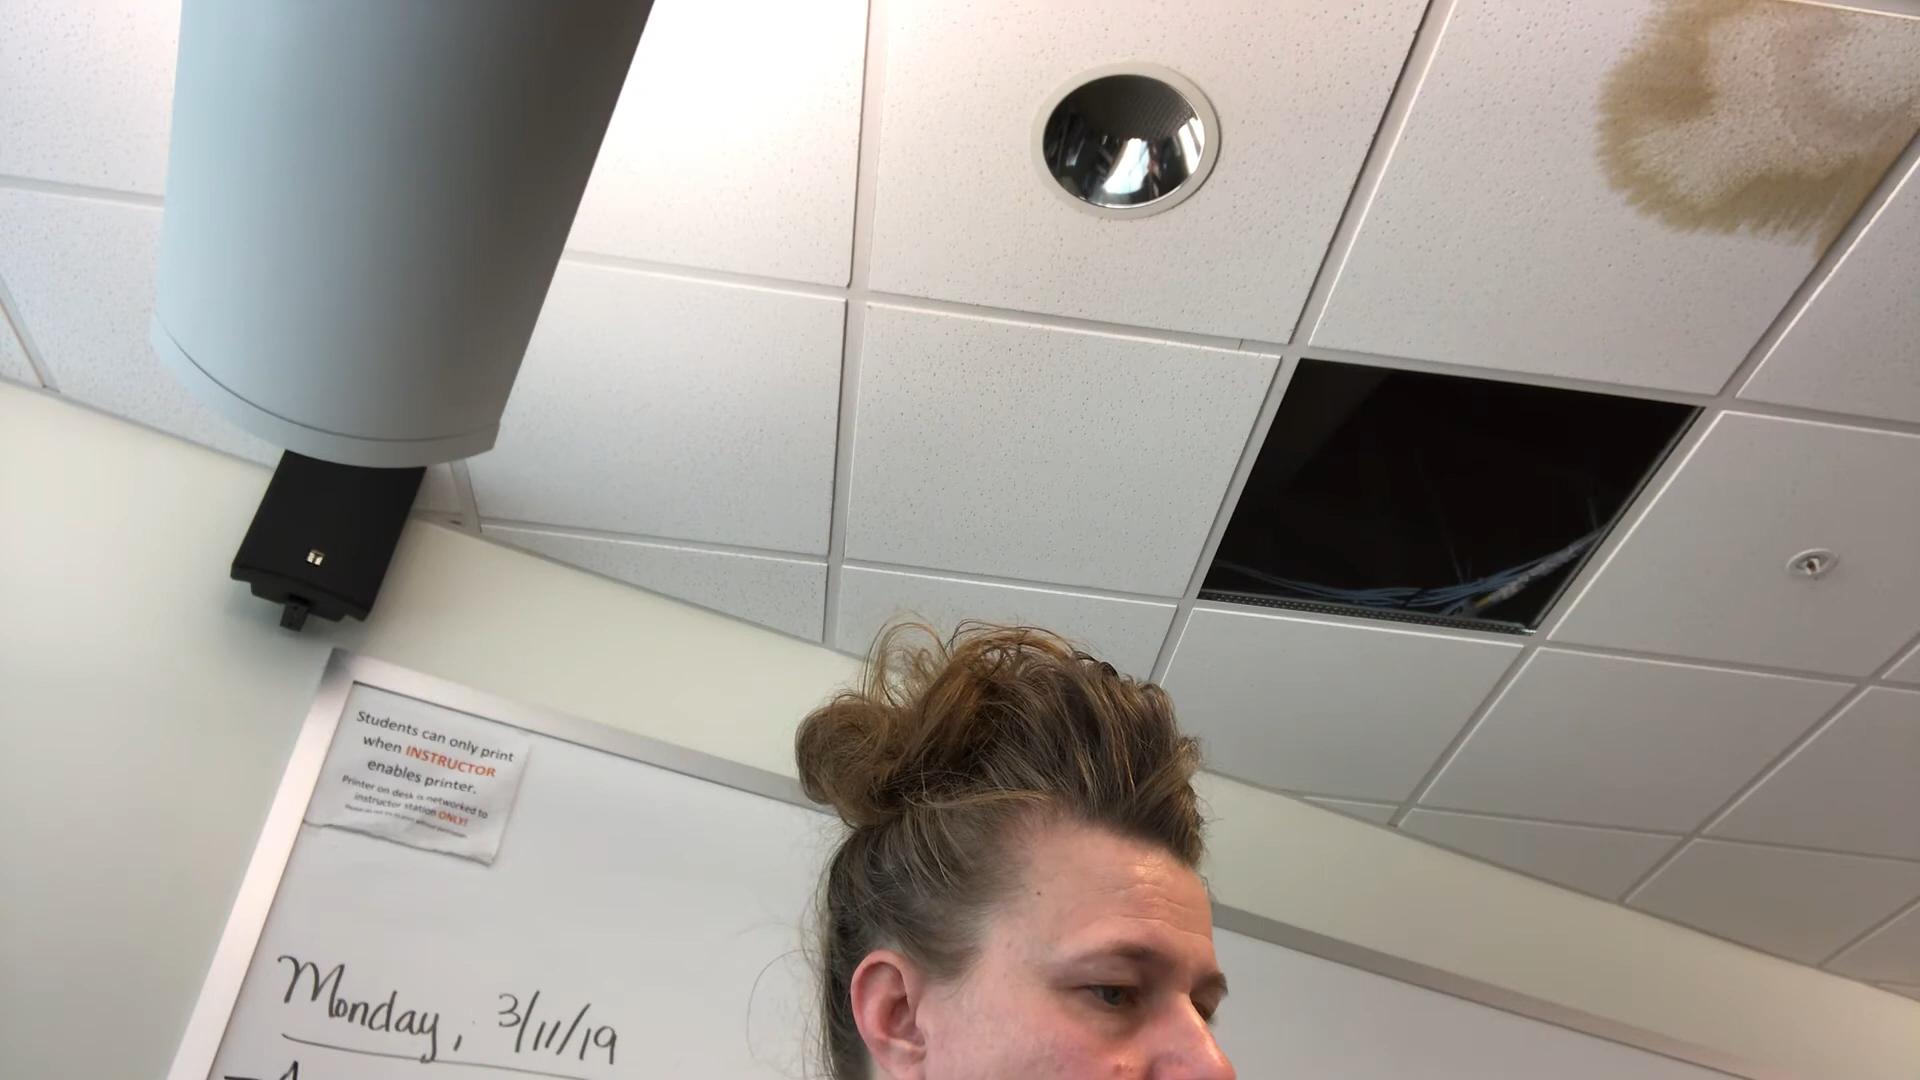 Students can only print
when INSTRUCTOR
enables printer.
Printer on desk is networked to
instructor station ONLY!
Monday, 3/11/19